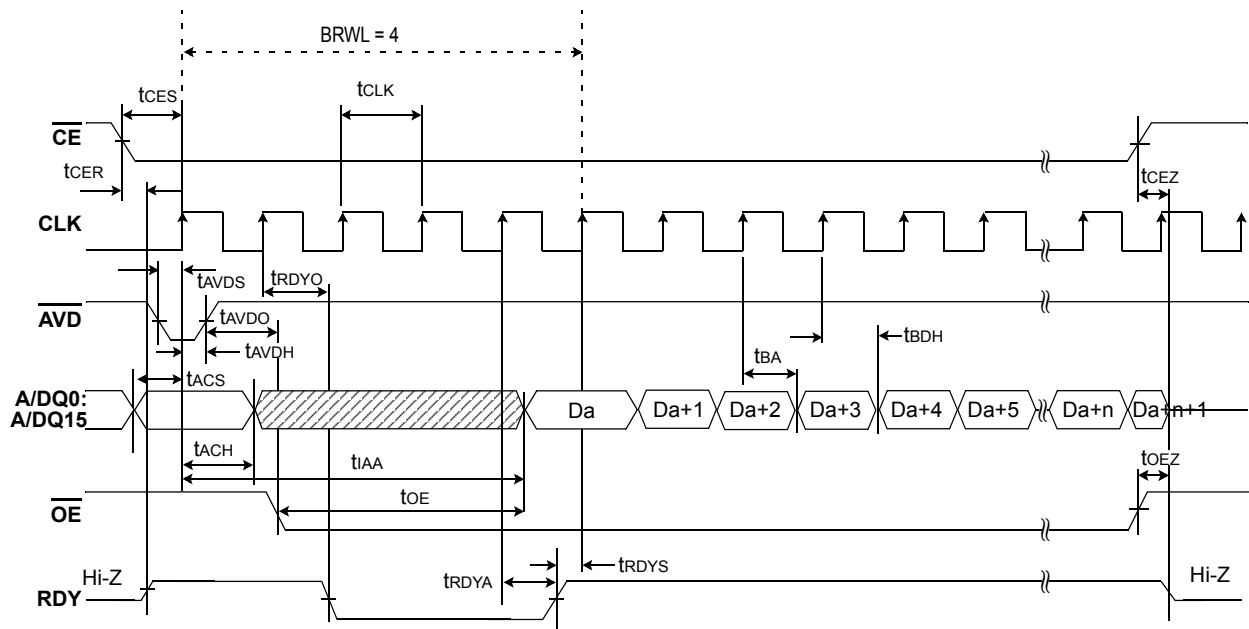 BRWL = 4
tCES
tCLK
CE
tCER
tCEZ
CLK
tAVDS
tRDYO
AVD
tAVDO
tBDH
tAVDH
tBA
tACS
A/DQ0:
A/DQ15
Da
Da+1
Da+2
Da+3
Da+4
Da+5
Da+n
Da+n+1
tACH
tIAA
tOEZ
OE
tOE
Hi-Z
tRDYA
tRDYS
Hi-Z
RDY